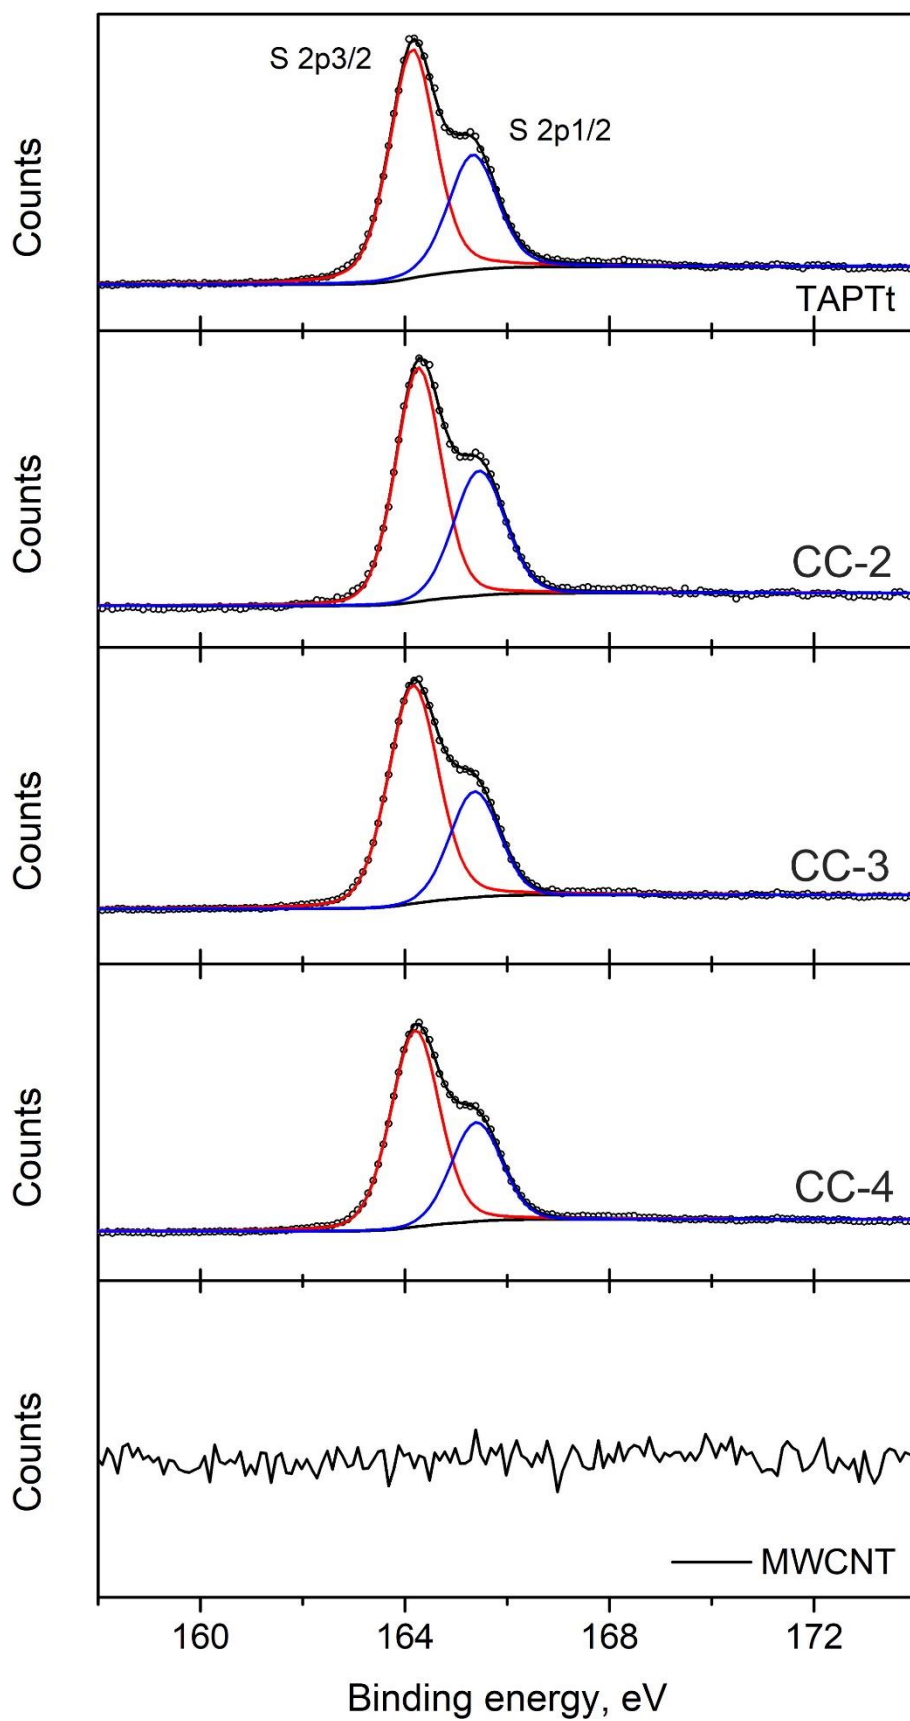 S 2p3/2
S 2p1/2
Counts
TAPTt
Counts
CC-2
Counts
CC-3
Counts
CC-4
Counts
MWCNT
160 164 168 172
Binding energy, eV